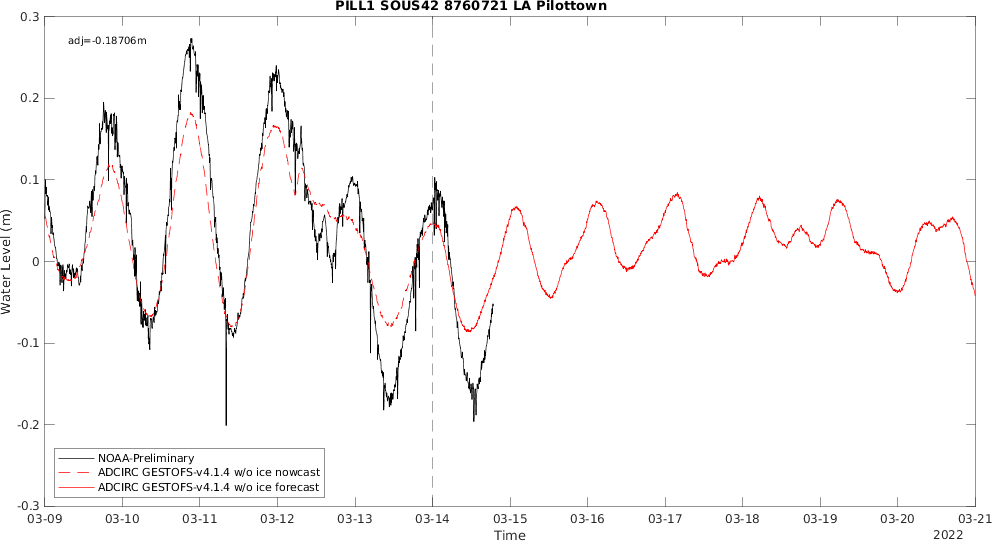 PILL1 SOUS42 8760721 LA Pilottown
adj=-0.18706m
0.3
0.2
0.1
0
-0.1
-0.2
-0.3
Water Level (m)
NOAA-Preliminary
ADCIRC GESTOFS-v4.1.4 w/o ice nowcast
ADCIRC GESTOFS-v4.1.4 w/o ice forecast
03-09 03-10 03-11 03-12 03-13 03-14 03-15 03-16 03-17 03-18 03-19 03-20 03-21
Time
2022